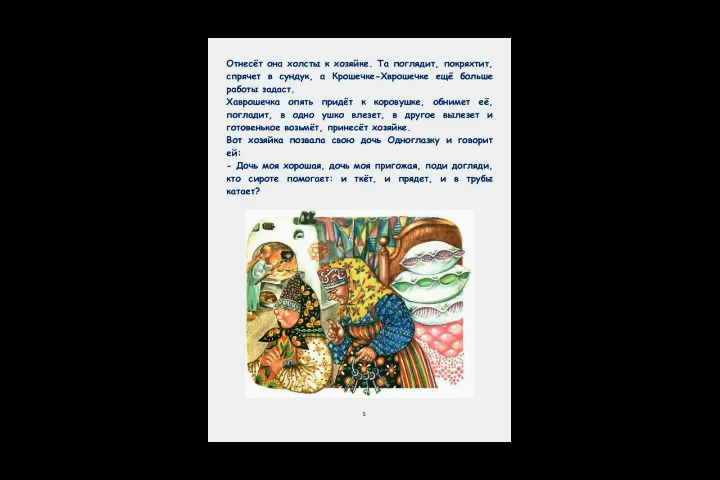 Отнесёт она холсты к хозяйке. Та поглядит, покряхтит,
спрячет в сундук, а Крошечке-Хврошечке ещё больше
работы задаст.
Хаврошечка опять придёт к коровушке, обнимет её,
погладит, в одно ушко влезет, в другое вылезет и
готовенькое возьмёт, принесёт хозяйке.
Вот хозяйка позвала свою дочь Одноглазку и говорит
ей:
- Дочь моя хорошая, дочь моя пригожая, поди догляди,
кто сироте помогает: и ткёт, и прядет, и в трубы
катает?
5